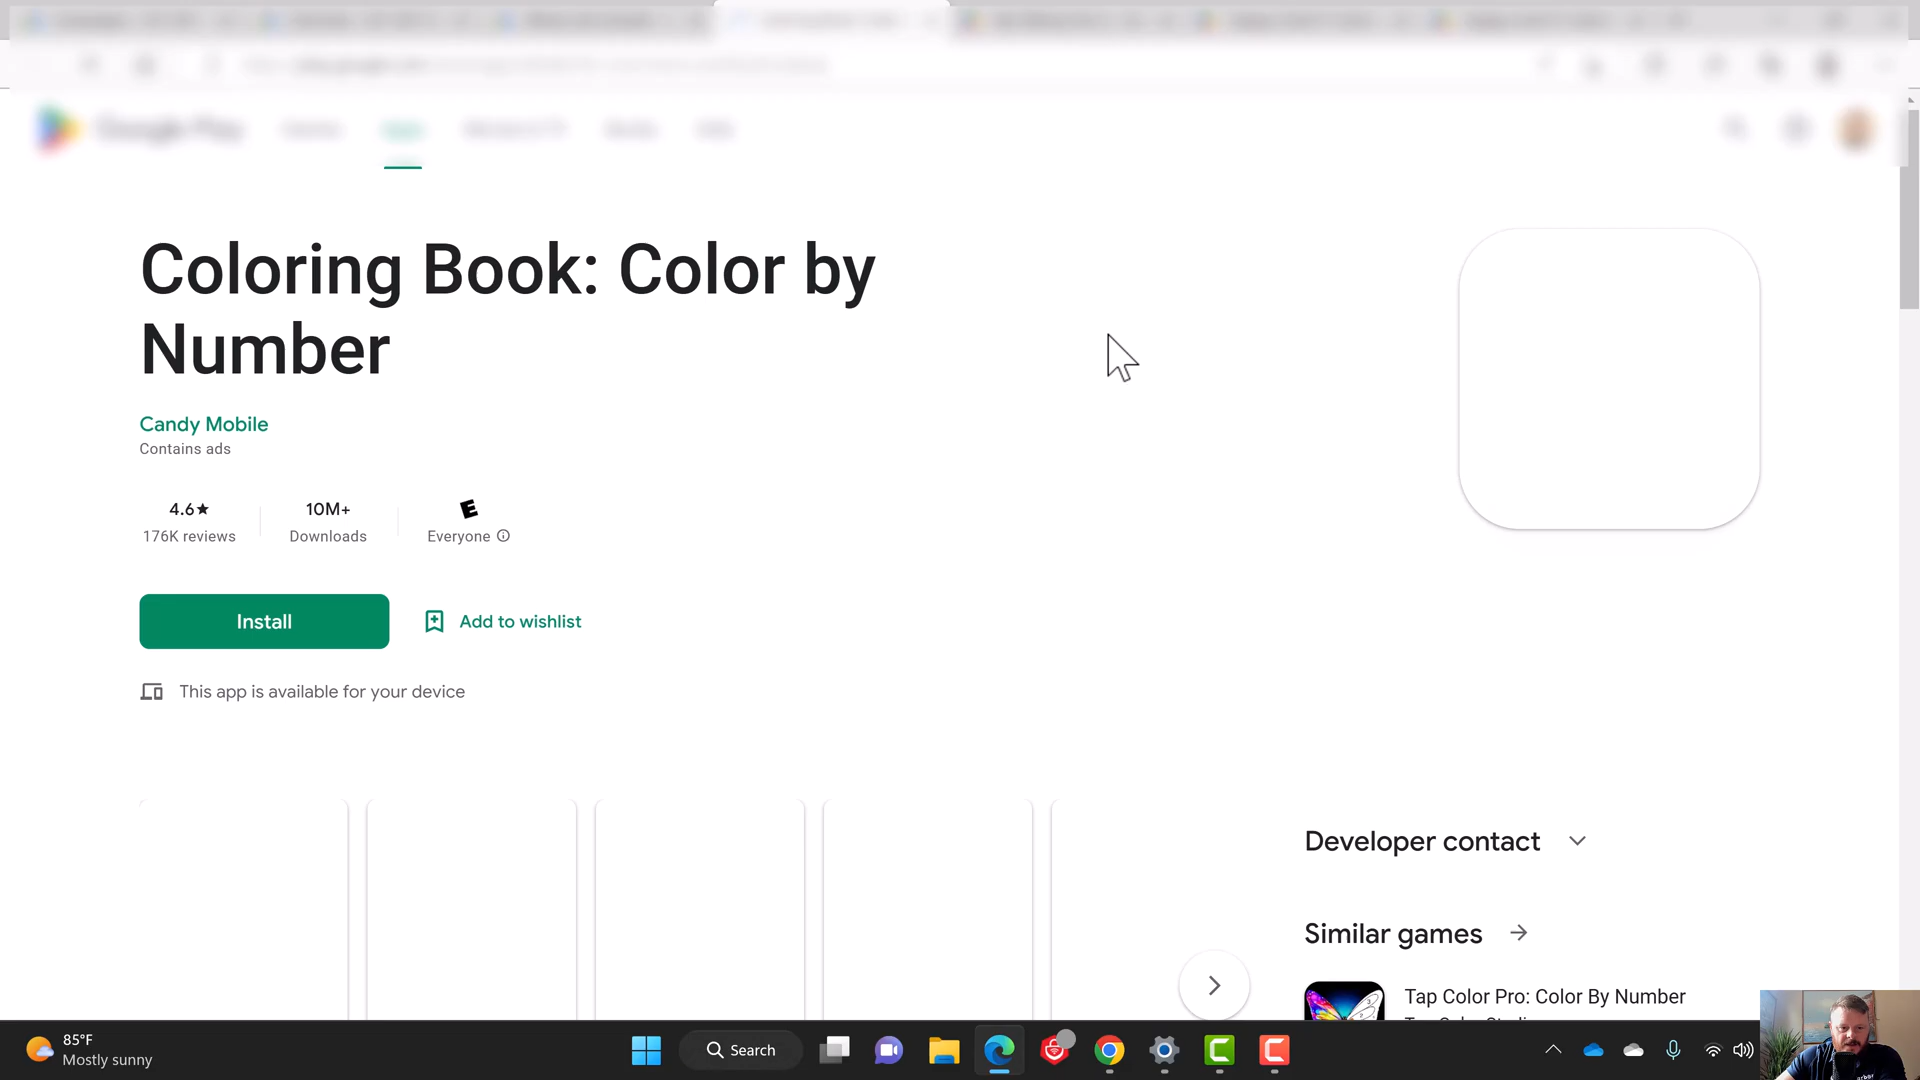 Google Play
Coloring Book: Color by
Number
Candy Mobile
Contains ads
4.6★
176K reviews
10M+
Downloads
E
Everyone
Install
Add to wishlist
This app is available for your device
Developer contact
Similar games
Tap Color Pro: Color By Number
85°F
Mostly sunny
Search